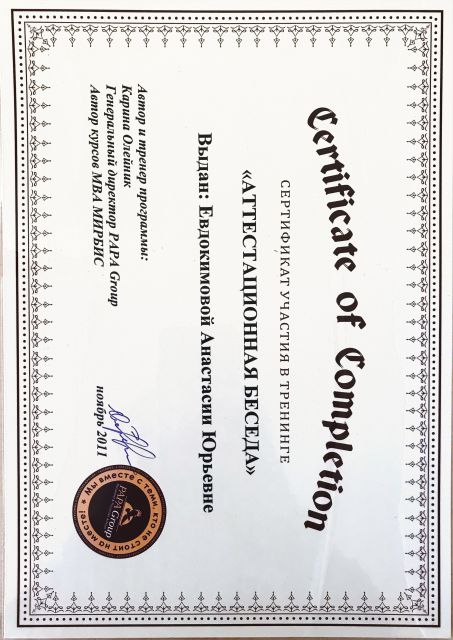 Certificate of Completion
СЕРТИФИКАТ УЧАСТИЯ В ТРЕНИНГЕ
«АТТЕСТАЦИОННАЯ БЕСЕДА»
Выдан: Евдокимовой Анастасии Юрьевне
Автор и тренер программы:
Карина Олейник
Генеральный директор PAPA Group
Автор курсов МВА МИРБИС
ноябрь 2011
Мы вместе с теми, кто не стоит на месте!
PAPA Group